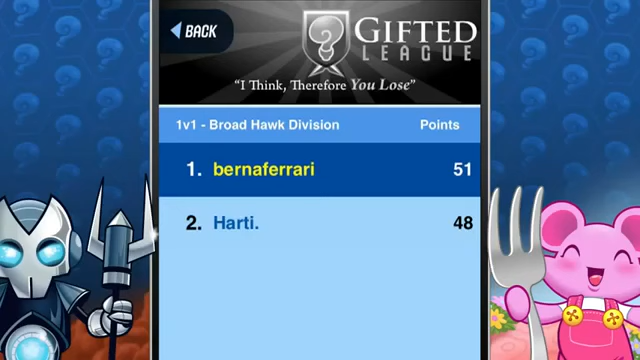 BACK
GIFTED
LEAGUE
“I Think, Therefore You Lose”
1v1 - Broad Hawk Division Points
1. bernaferrari 51
2. Harti. 48